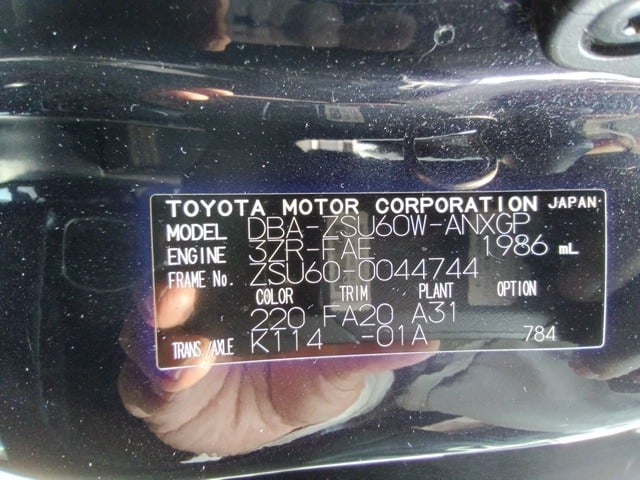 TOYOTA MOTOR CORPORATION JAPAN
MODEL DBA-ZSU60W-ANXGP
ENGINE 3ZR-FAE 1986 mL
FRAME No. ZSU60-0044744
COLOR TRIM PLANT OPTION
220 FA20 A31
TRANS./AXLE K114 -01A 784